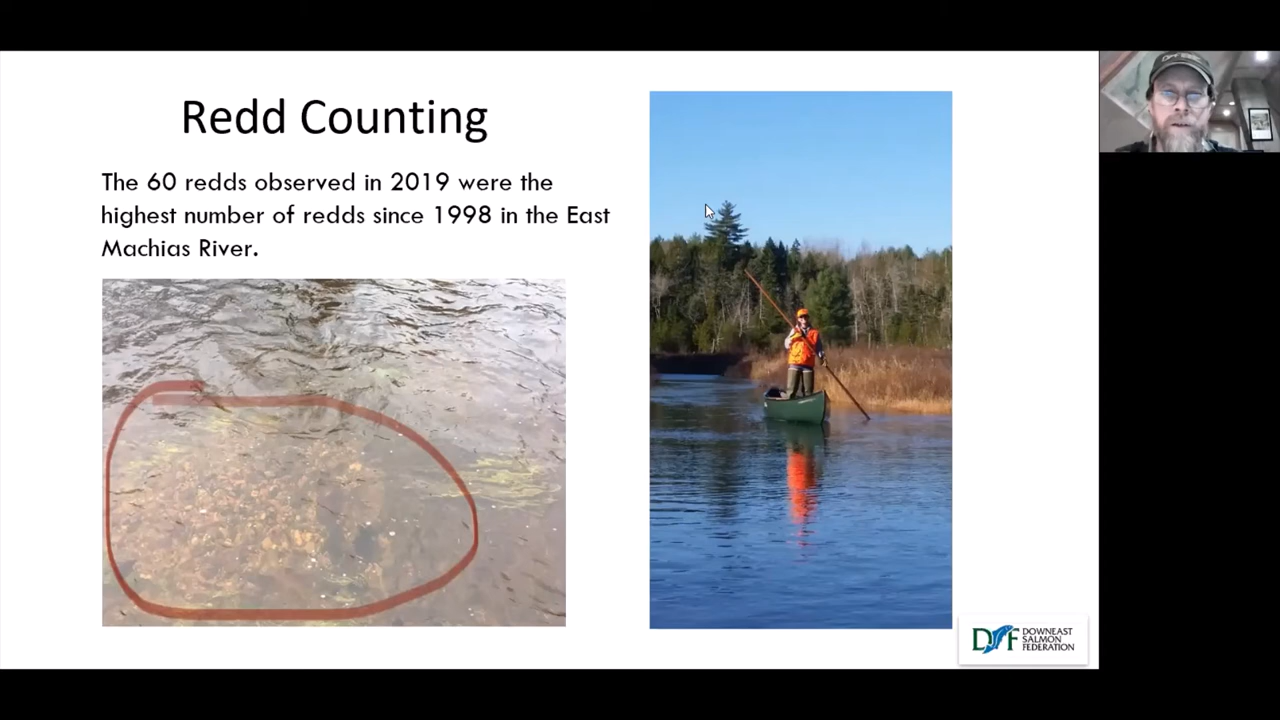 Redd Counting
The 60 redds observed in 2019 were the
highest number of redds since 1998 in the East
Machias River.
DSF
DOWNEAST
SALMON
FEDERATION